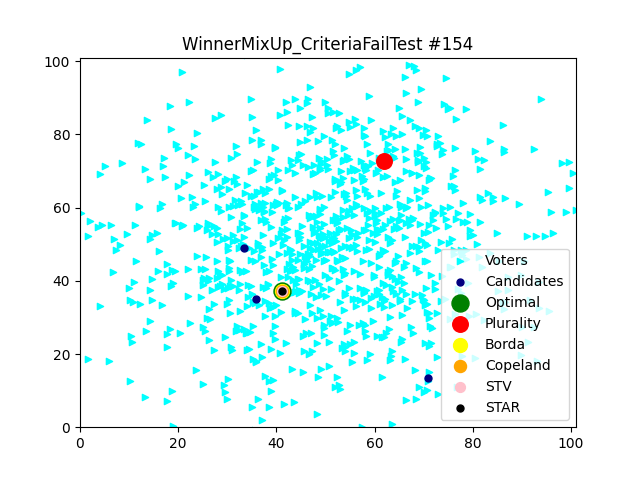 WinnerMixUp_CriteriaFailTest #154
100
80
60
40
20
0
0
20
40
60
80
100
Voters
Candidates
Optimal
Plurality
Borda
Copeland
STV
STAR